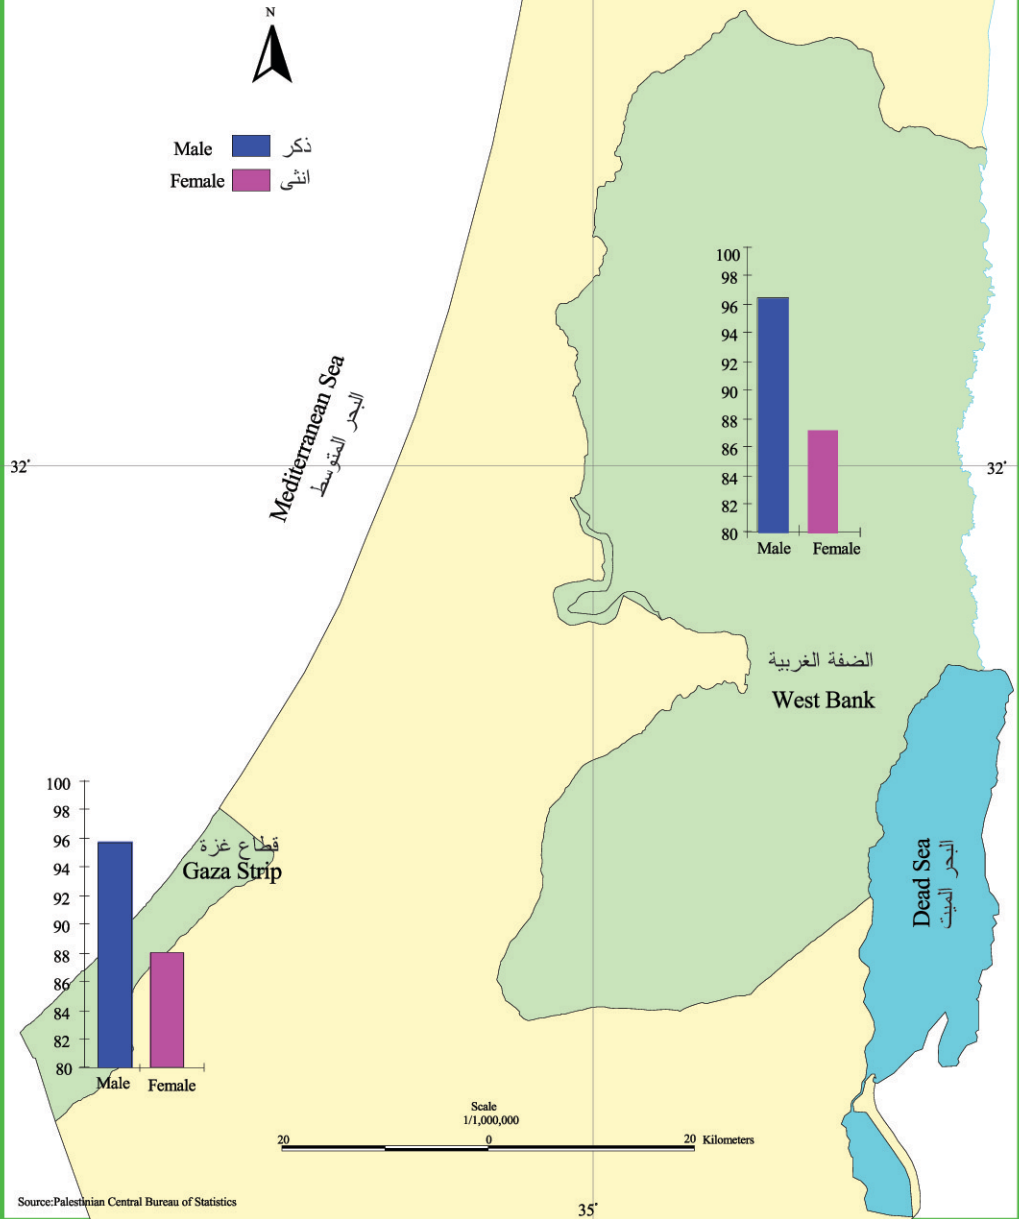 N
Male ذكر
Female انثى
100
98
96
94
92
90
88
86
84
82
80
Male Female
Mediterranean Sea
البحر المتوسط
32°
32°
الضفة الغربية
West Bank
100
98
96
94
92
90
88
86
84
82
80
Male Female
قطاع غزة
Gaza Strip
Dead Sea
البحر الميت
Scale
1/1,000,000
20 0 20 Kilometers
Source:Palestinian Central Bureau of Statistics
35°